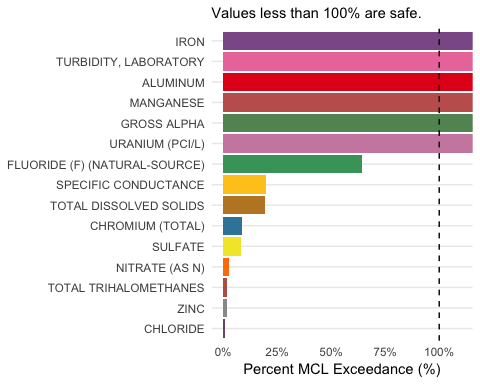 Values less than 100% are safe.
IRON
TURBIDITY, LABORATORY
ALUMINUM
MANGANESE
GROSS ALPHA
URANIUM (PCI/L)
FLUORIDE (F) (NATURAL-SOURCE)
SPECIFIC CONDUCTANCE
TOTAL DISSOLVED SOLIDS
CHROMIUM (TOTAL)
SULFATE
NITRATE (AS N)
TOTAL TRIHALOMETHANES
ZINC
CHLORIDE
0% 25% 50% 75% 100%
Percent MCL Exceedance (%)